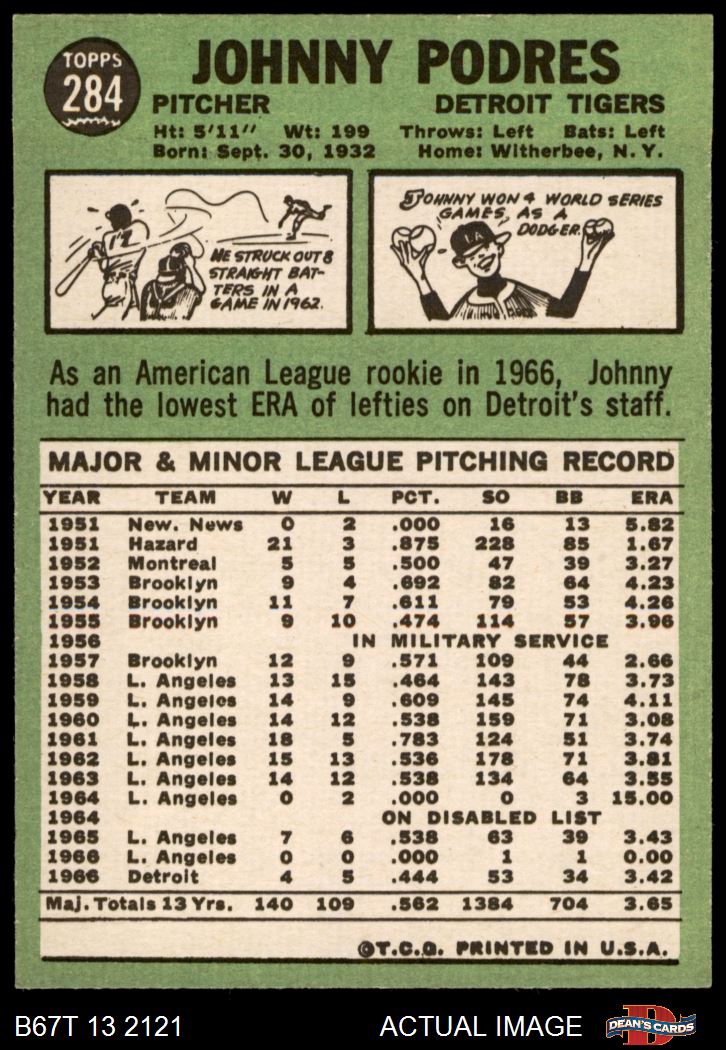 TOPPS
284
JOHNNY PODRES
PITCHER DETROIT TIGERS
Ht: 5'11" Wt: 199 Throws: Left Bats: Left
Born: Sept. 30, 1932 Home: Witherbee, N. Y.
HE STRUCK OUT 8
STRAIGHT BAT-
TERS IN A
GAME IN 1962.
JOHNNY WON 4 WORLD SERIES
GAMES, AS A
DODGER.
LA
As an American League rookie in 1966, Johnny
had the lowest ERA of lefties on Detroit's staff.
MAJOR & MINOR LEAGUE PITCHING RECORD
YEAR TEAM W L PCT. SO BB ERA
1951 New. News 0 2 .000 16 13 5.82
1951 Hazard 21 3 .875 228 85 1.67
1952 Montreal 5 5 .500 47 39 3.27
1953 Brooklyn 9 4 .692 82 64 4.23
1954 Brooklyn 11 7 .611 79 53 4.26
1955 Brooklyn 9 10 .474 114 57 3.96
1956 IN MILITARY SERVICE
1957 Brooklyn 12 9 .571 109 44 2.66
1958 L. Angeles 13 15 .464 143 78 3.73
1959 L. Angeles 14 9 .609 145 74 4.11
1960 L. Angeles 14 12 .538 159 71 3.08
1961 L. Angeles 18 5 .783 124 51 3.74
1962 L. Angeles 15 13 .536 178 71 3.81
1963 L. Angeles 14 12 .538 134 64 3.55
1964 L. Angeles 0 2 .000 0 3 15.00
1964 ON DISABLED LIST
1965 L. Angeles 7 6 .538 63 39 3.43
1966 L. Angeles 0 0 .000 1 1 0.00
1966 Detroit 4 5 .444 53 34 3.42
Maj. Totals 13 Yrs. 140 109 .562 1384 704 3.65
©T.C.G. PRINTED IN U.S.A.
B67T 13 2121 ACTUAL IMAGE DEAN'S CARDS